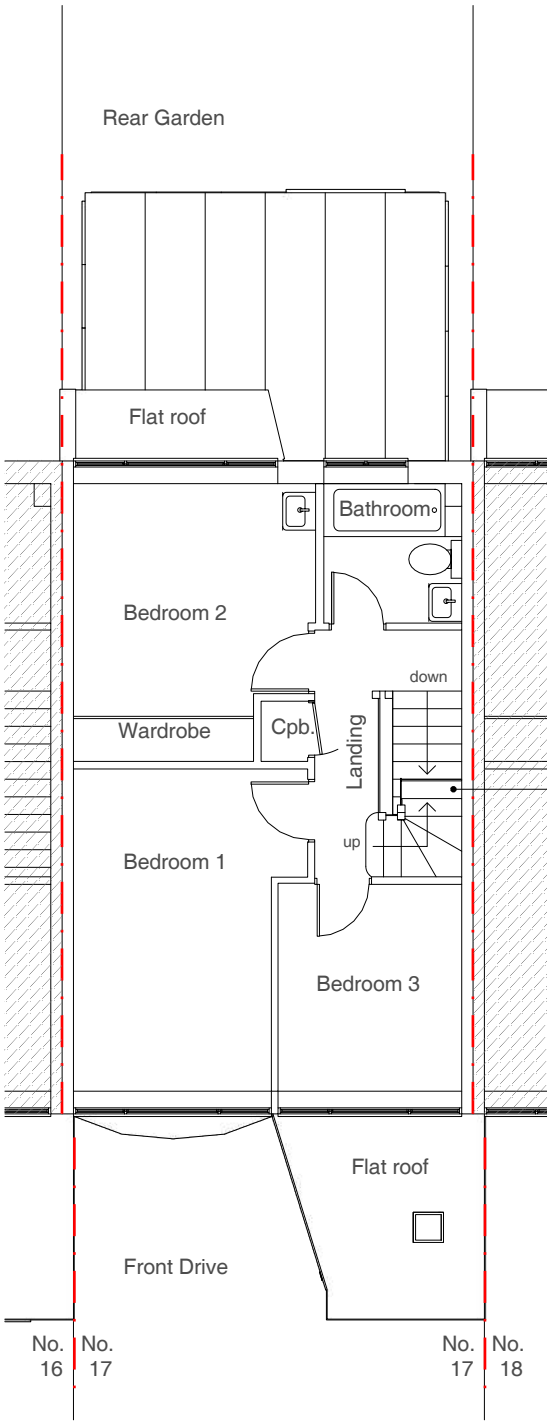 Rear Garden
Flat roof
Bathroom
Bedroom 2
down
Wardrobe
Cpb.
Landing
up
Bedroom 1
Bedroom 3
Flat roof
Front Drive
No. 16
No. 17
No. 17
No. 18